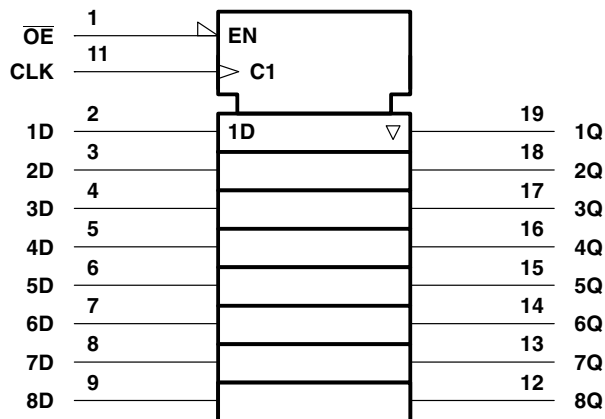 1
OE EN
11
CLK C1
2 19
1D 1D 1Q
3 18
2D 2Q
4 17
3D 3Q
5 16
4D 4Q
6 15
5D 5Q
7 14
6D 6Q
8 13
7D 7Q
9 12
8D 8Q